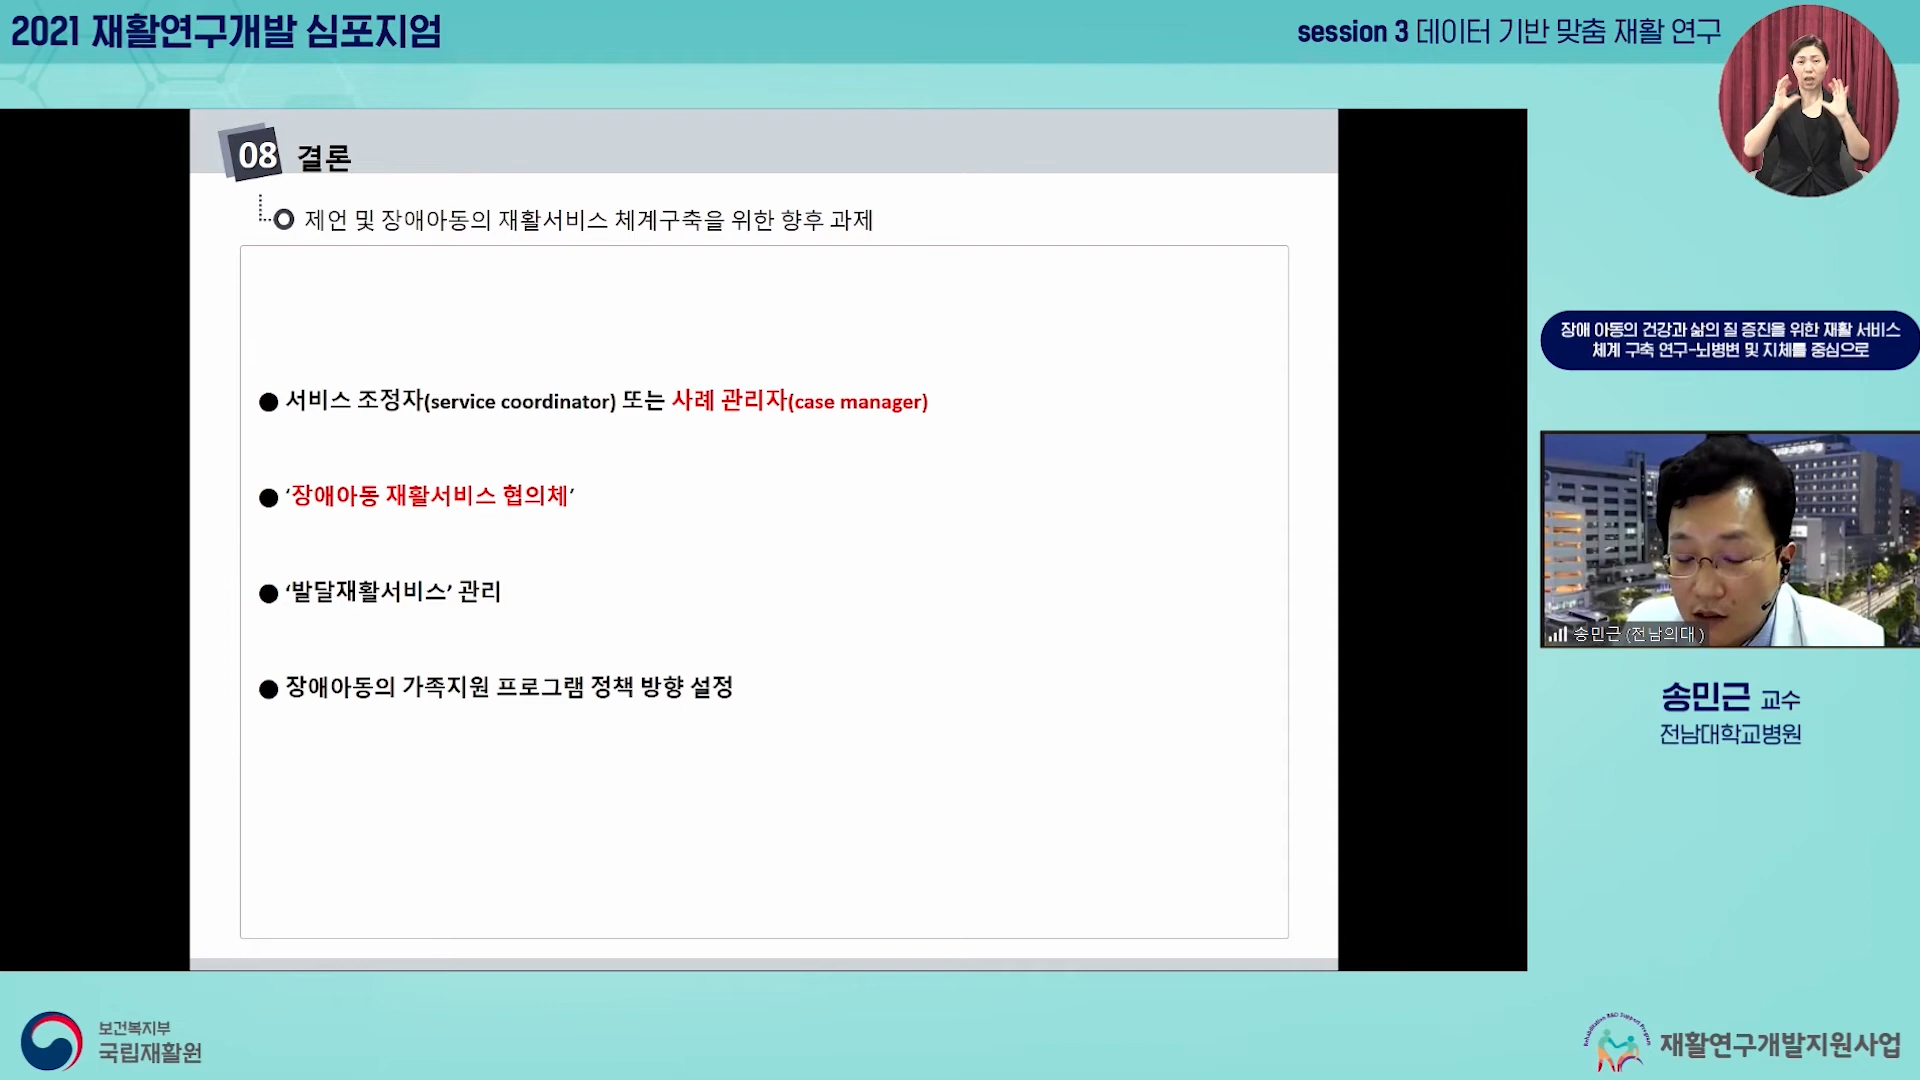 2021 재활연구개발 심포지엄
session 3 데이터 기반 맞춤 재활 연구
08 결론
제언 및 장애아동의 재활서비스 체계구축을 위한 향후 과제
● 서비스 조정자(service coordinator) 또는 사례 관리자(case manager)
● ‘장애아동 재활서비스 협의체’
● ‘발달재활서비스’ 관리
● 장애아동의 가족지원 프로그램 정책 방향 설정
장애 아동의 건강과 삶의 질 증진을 위한 재활 서비스
체계 구축 연구-뇌병변 및 지체를 중심으로
송민근 (전남의대)
송민근 교수
전남대학교병원
보건복지부
국립재활원
Rehabilitation R&D Support Program
재활연구개발지원사업